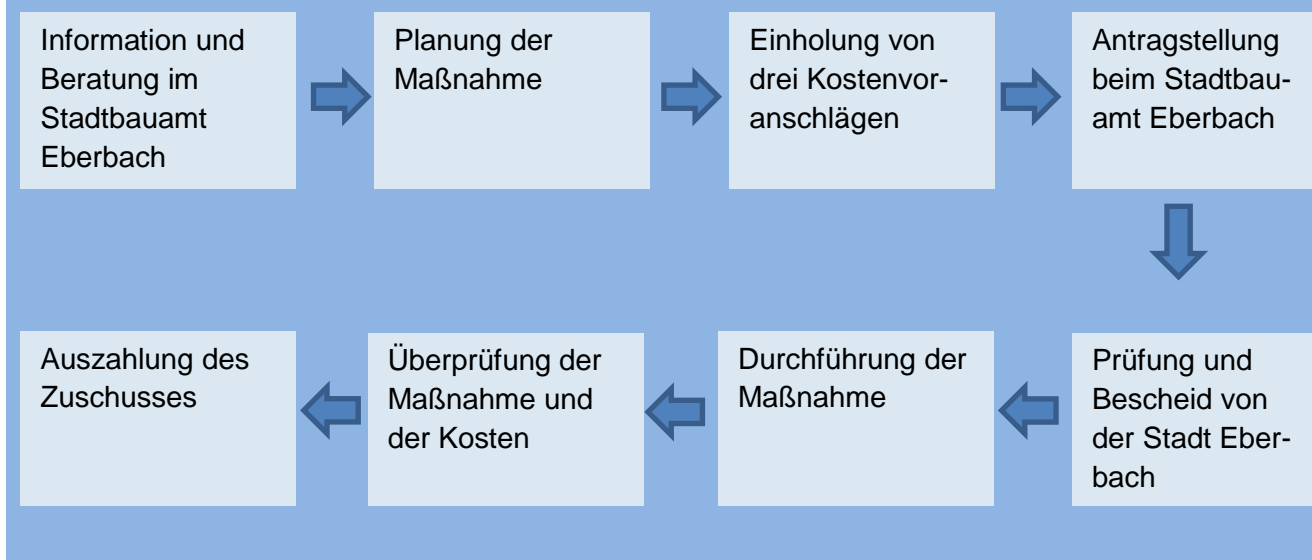 Information und
Beratung im
Stadtbauamt
Eberbach
Planung der
Maßnahme
Einholung von
drei Kostenvor-
anschlägen
Antragstellung
beim Stadtbau-
amt Eberbach
Prüfung und
Bescheid von
der Stadt Eber-
bach
Durchführung der
Maßnahme
Überprüfung der
Maßnahme und
der Kosten
Auszahlung des
Zuschusses